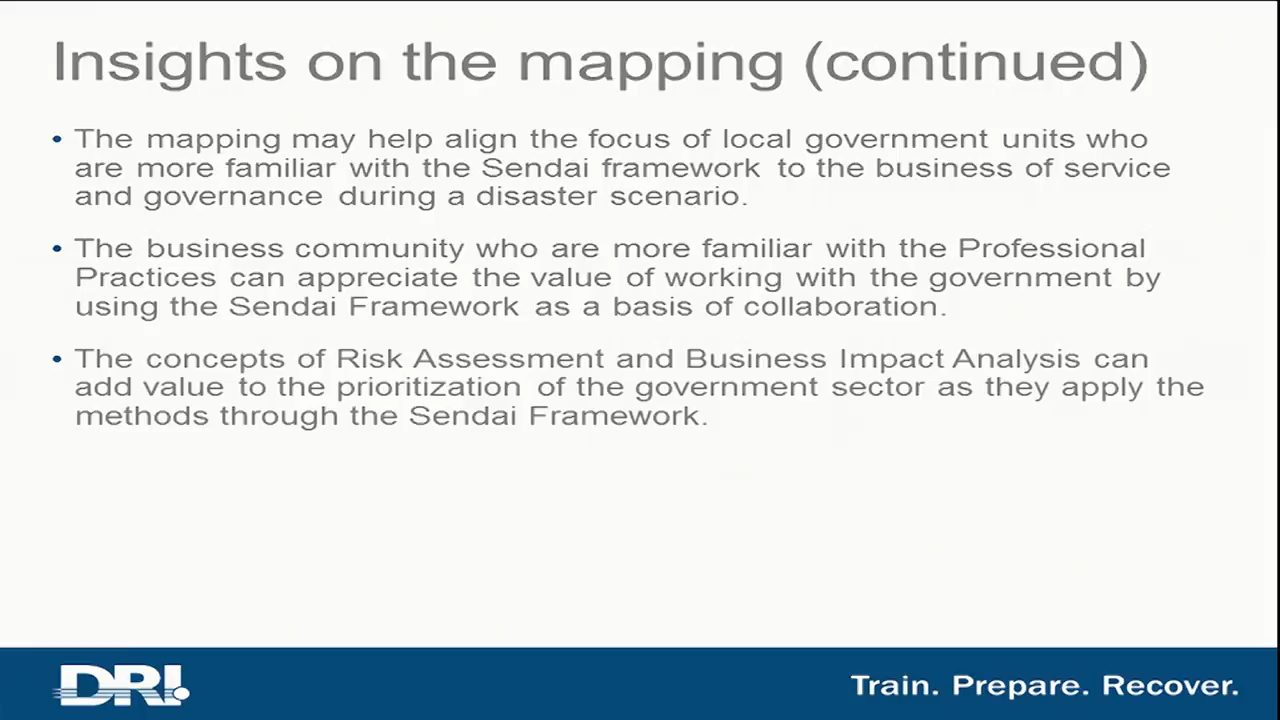 Insights on the mapping (continued)
• The mapping may help align the focus of local government units who
are more familiar with the Sendai framework to the business of service
and governance during a disaster scenario.
• The business community who are more familiar with the Professional
Practices can appreciate the value of working with the government by
using the Sendai Framework as a basis of collaboration.
• The concepts of Risk Assessment and Business Impact Analysis can
add value to the prioritization of the government sector as they apply the
methods through the Sendai Framework.
DRI
Train. Prepare. Recover.